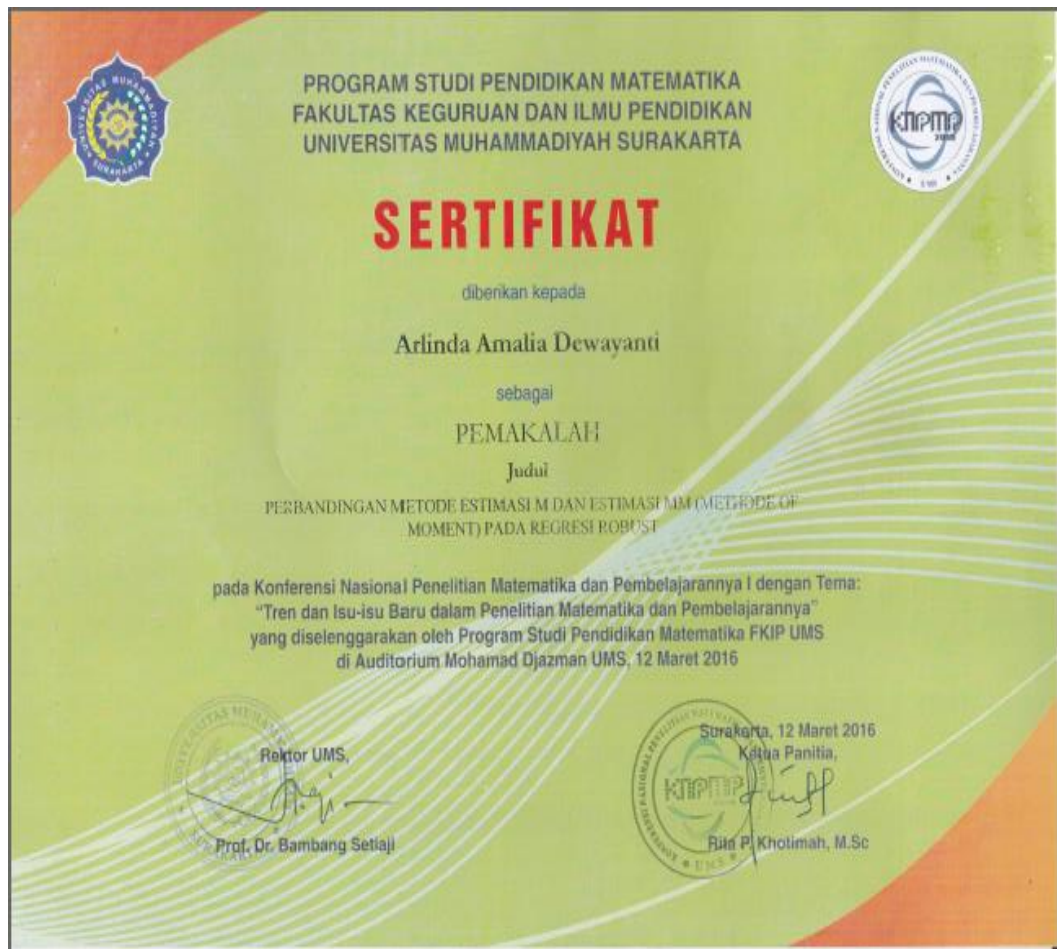 PROGRAM STUDI PENDIDIKAN MATEMATIKA
FAKULTAS KEGURUAN DAN ILMU PENDIDIKAN
UNIVERSITAS MUHAMMADIYAH SURAKARTA
KNPMP
SERTIFIKAT
diberikan kepada
Arlinda Amalia Dewayanti
sebagai
PEMAKALAH
Judul
PERBANDINGAN METODE ESTIMASI M DAN ESTIMASI MM (METHODE OF
MOMENT) PADA REGRESI ROBUST
pada Konferensi Nasional Penelitian Matematika dan Pembelajarannya I dengan Tema:
“Tren dan Isu-isu Baru dalam Penelitian Matematika dan Pembelajarannya”
yang diselenggarakan oleh Program Studi Pendidikan Matematika FKIP UMS
di Auditorium Mohamad Djazman UMS, 12 Maret 2016
Rektor UMS,
Prof. Dr. Bambang Setiaji
Surakarta, 12 Maret 2016
Ketua Panitia,
KNPMP
UMS
Rita P. Khotimah, M.Sc